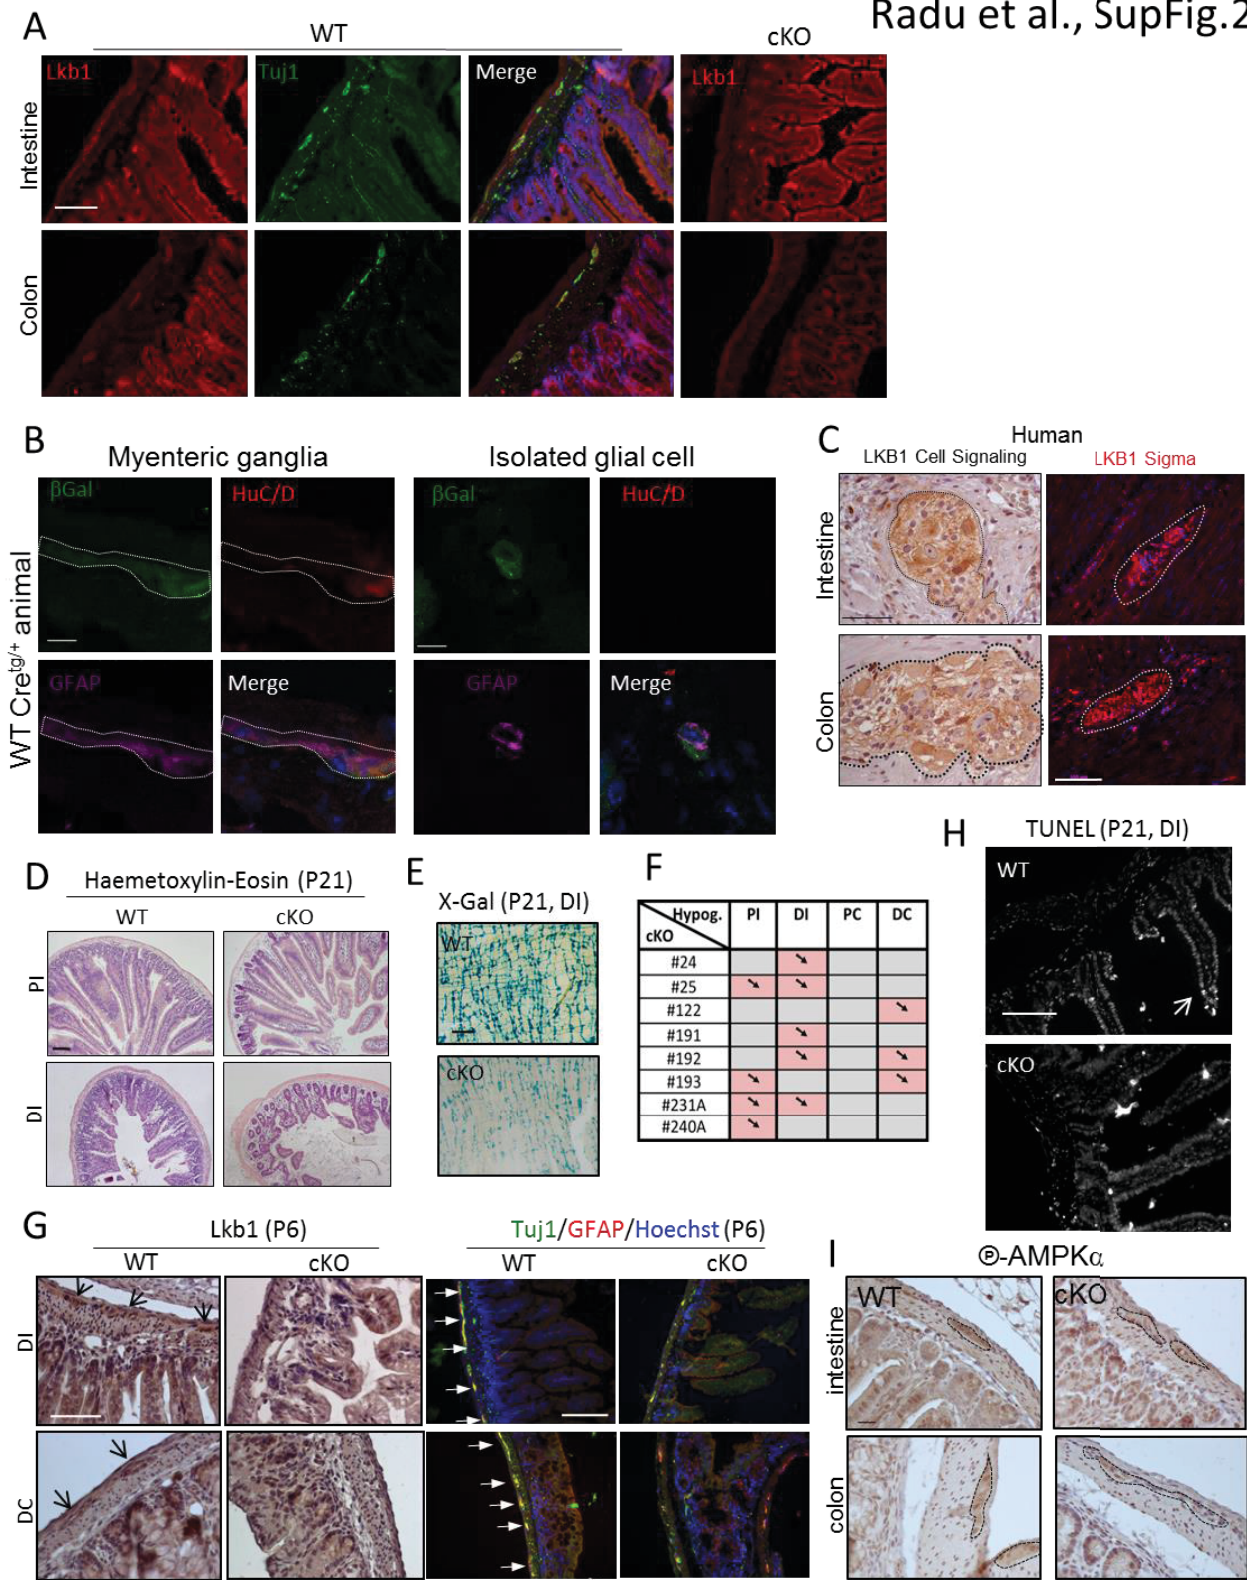 Radu et al., SupFig.2
A
WT
cKO
Lkb1
Tuj1
Merge
Lkb1
Intestine
Colon
B
Myenteric ganglia
Isolated glial cell
WT Cretg/+ animal
βGal
HuC/D
βGal
HuC/D
GFAP
Merge
GFAP
Merge
C
Human
LKB1 Cell Signaling
LKB1 Sigma
Intestine
Colon
D
Haemetoxylin-Eosin (P21)
WT
cKO
PI
DI
E
X-Gal (P21, DI)
WT
cKO
F
Hypog. PI DI PC DC
cKO
#24
#25
#122
#191
#192
#193
#231A
#240A
H
TUNEL (P21, DI)
WT
cKO
G
Lkb1 (P6)
WT
cKO
Tuj1/GFAP/Hoechst (P6)
WT
cKO
DI
DC
I
Ⓟ-AMPKα
WT
cKO
intestine
colon